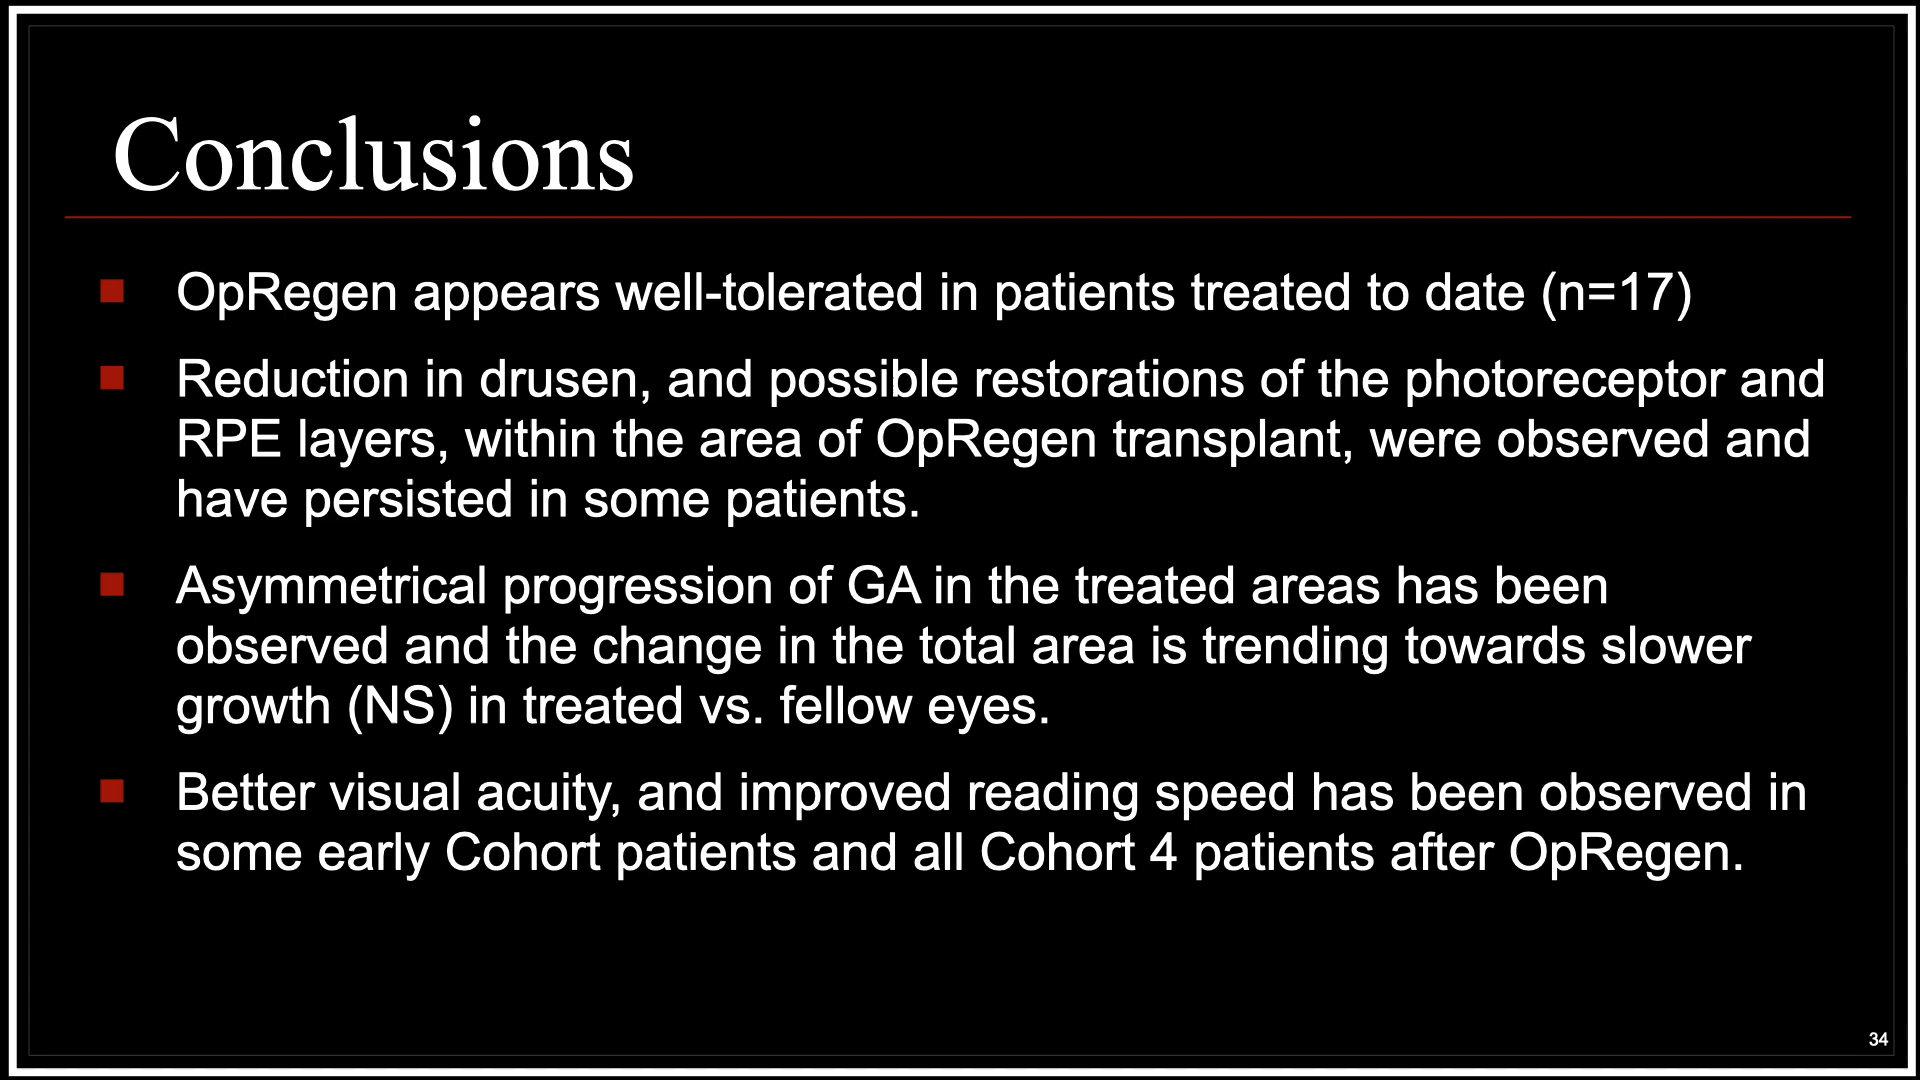 Conclusions
OpRegen appears well-tolerated in patients treated to date (n=17)
Reduction in drusen, and possible restorations of the photoreceptor and
RPE layers, within the area of OpRegen transplant, were observed and
have persisted in some patients.
Asymmetrical progression of GA in the treated areas has been
observed and the change in the total area is trending towards slower
growth (NS) in treated vs. fellow eyes.
Better visual acuity, and improved reading speed has been observed in
some early Cohort patients and all Cohort 4 patients after OpRegen.
34